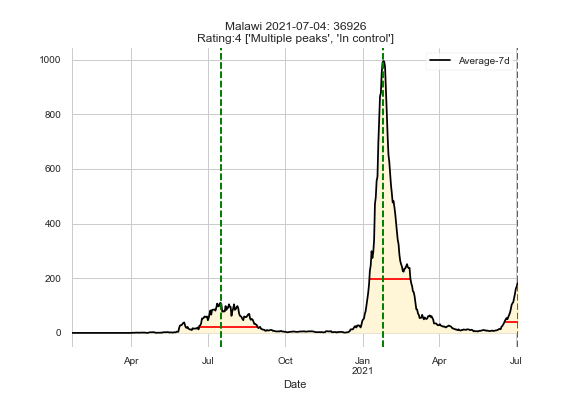 Malawi 2021-07-04: 36926
Rating:4 ['Multiple peaks', 'In control']
Average-7d
1000
800
600
400
200
0
Apr
Jul
Oct
Jan
2021
Apr
Jul
Date